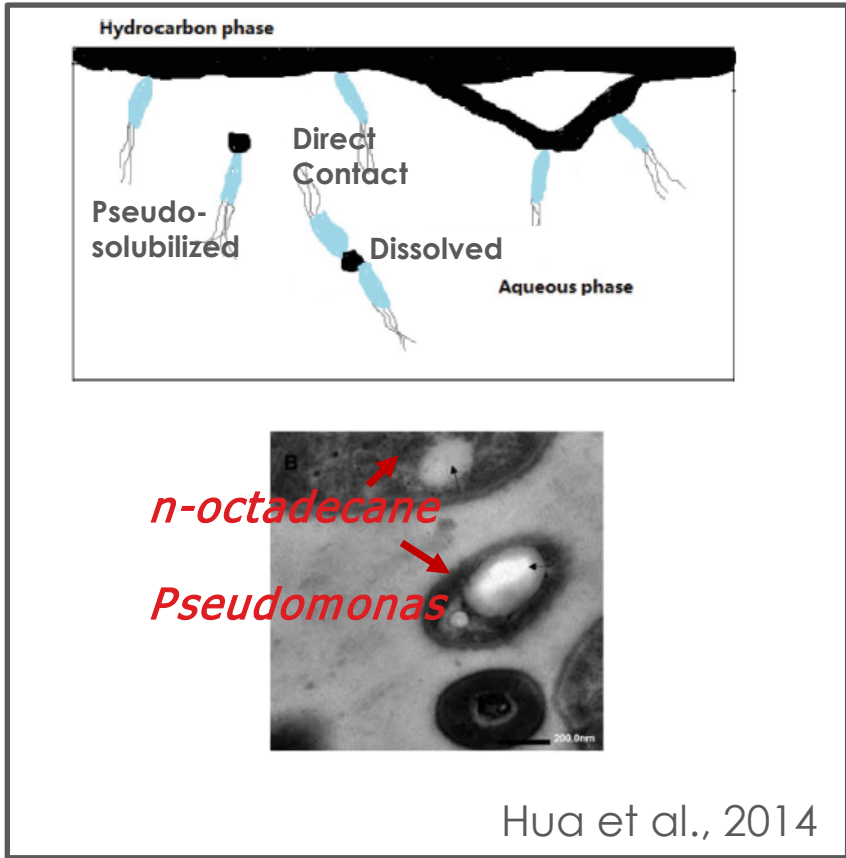 Hydrocarbon phase
Direct
Contact
Pseudo-
solubilized
Dissolved
Aqueous phase
B
n-octadecane
Pseudomonas
200.0nm
Hua et al., 2014